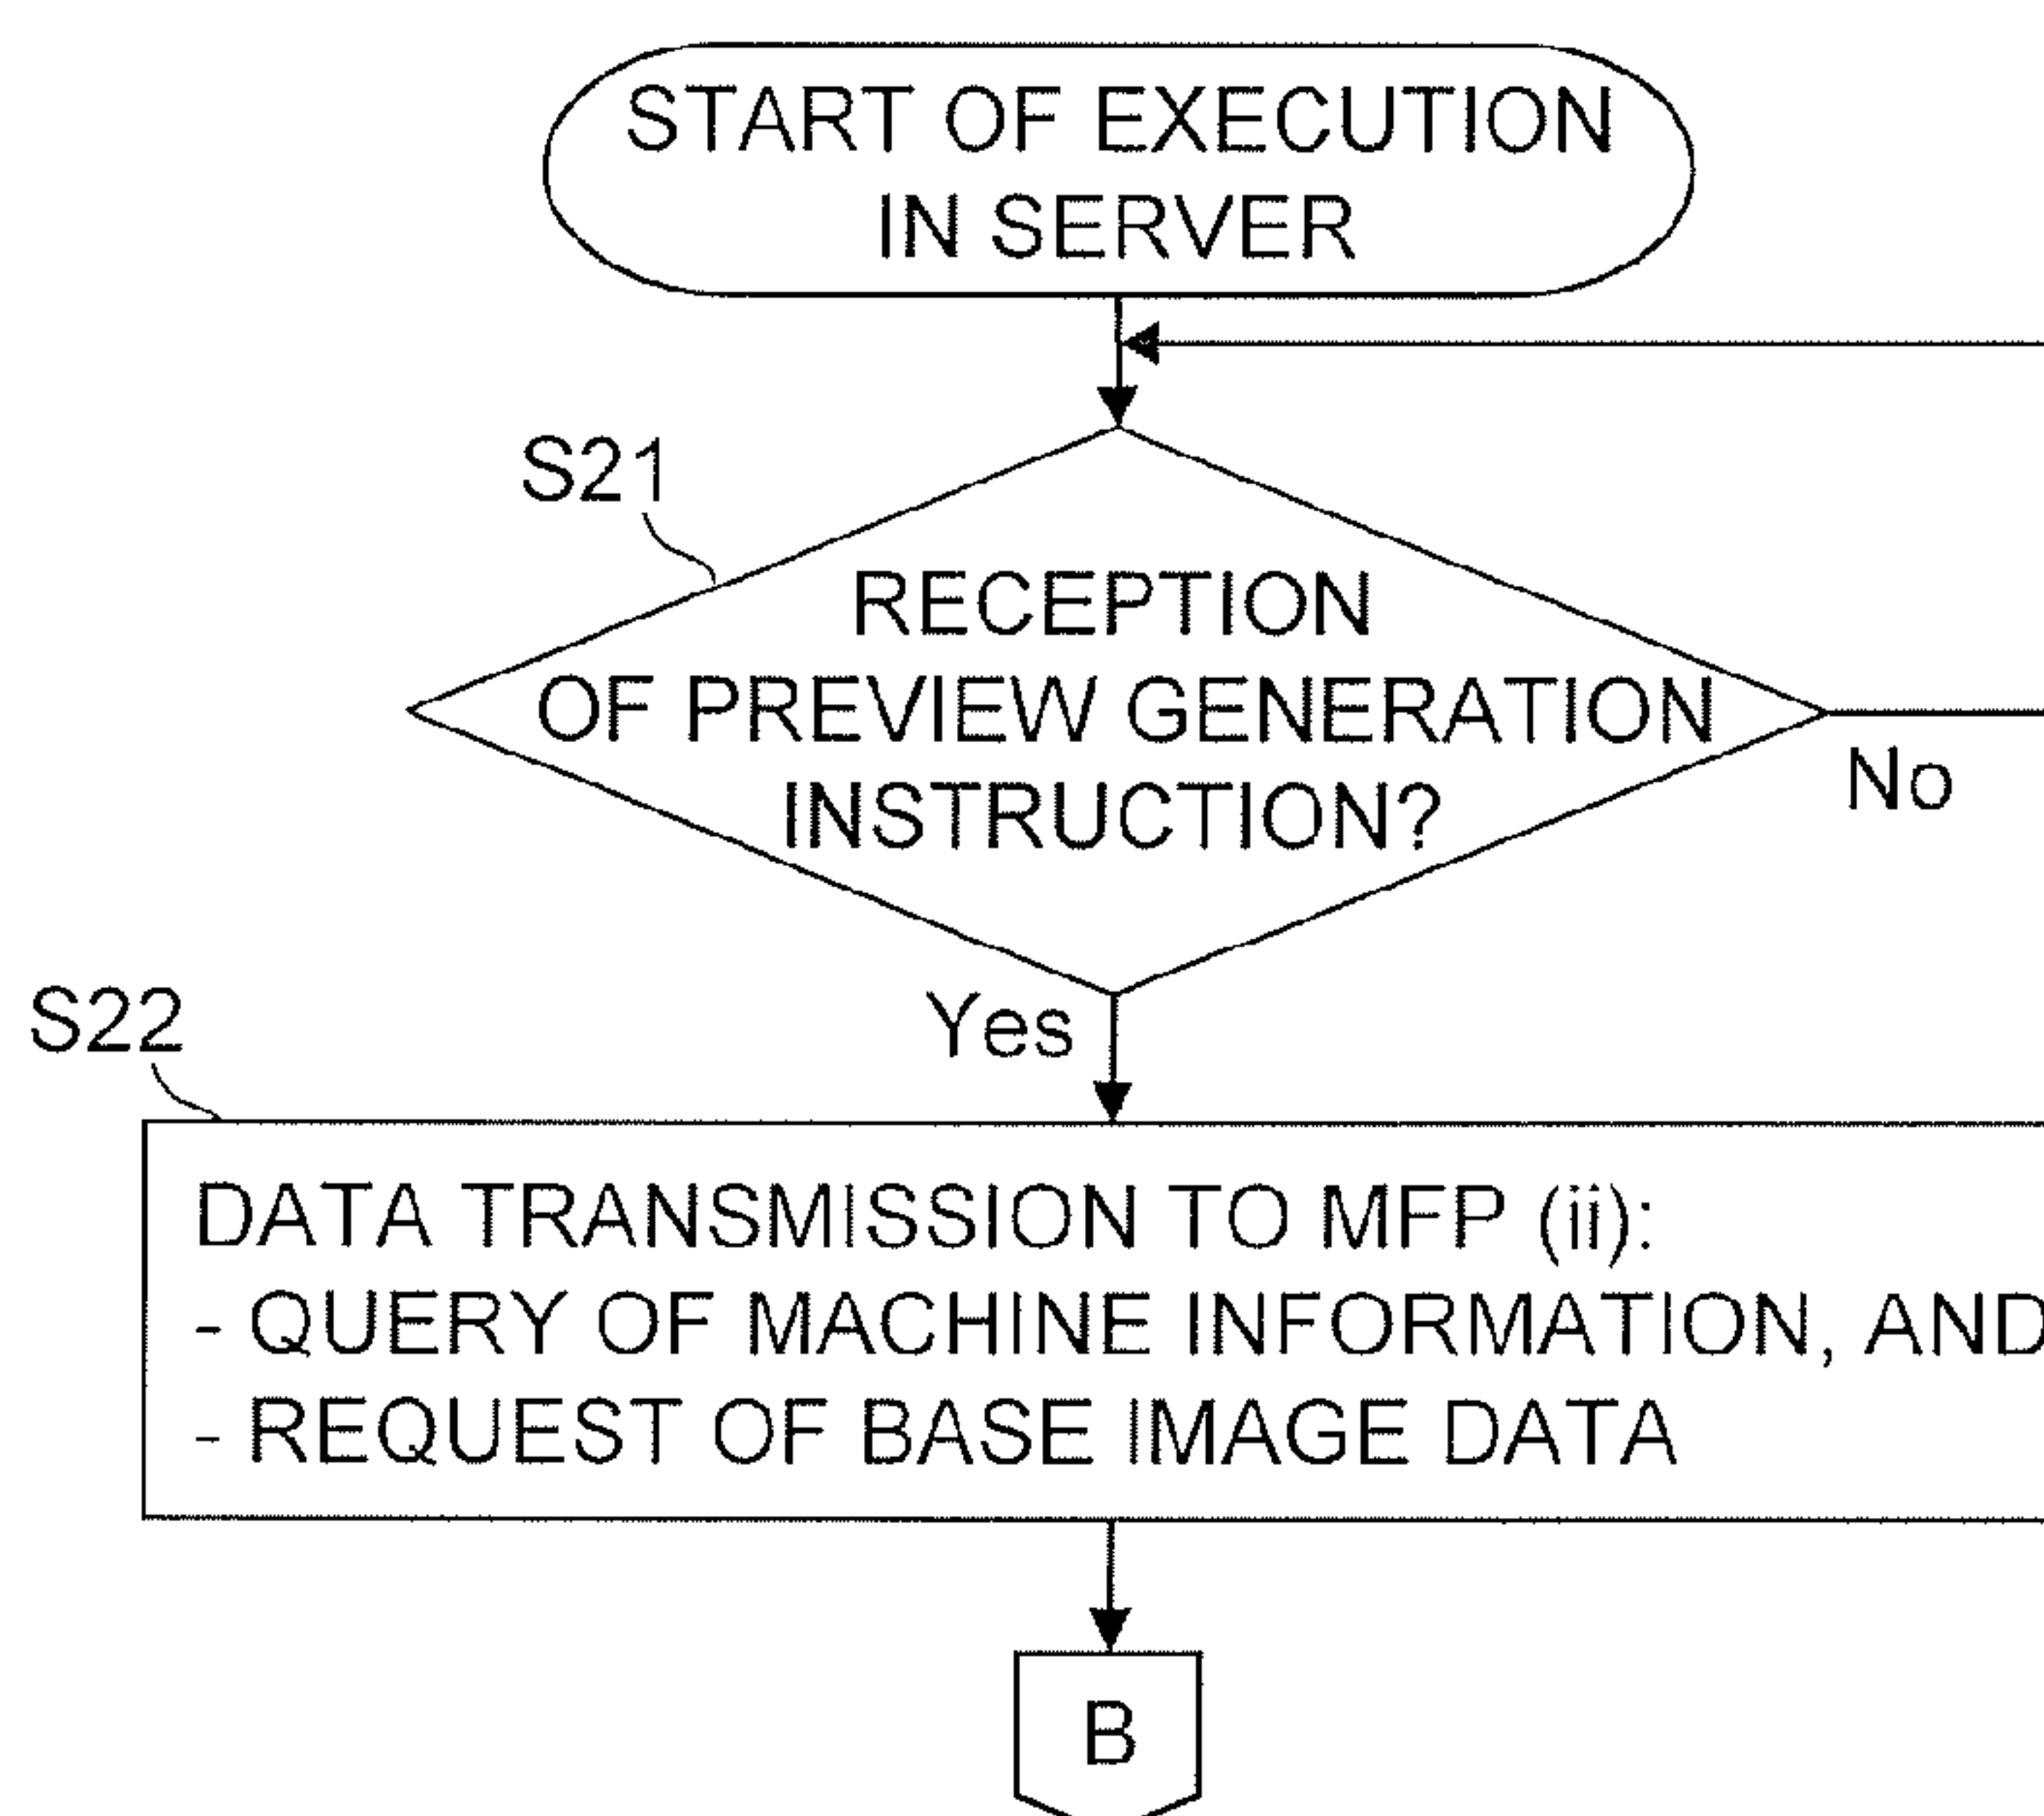 START OF EXECUTION
IN SERVER
S21
RECEPTION
OF PREVIEW GENERATION
INSTRUCTION?
No
Yes
S22
DATA TRANSMISSION TO MFP (ii):
- QUERY OF MACHINE INFORMATION, AND
- REQUEST OF BASE IMAGE DATA
B